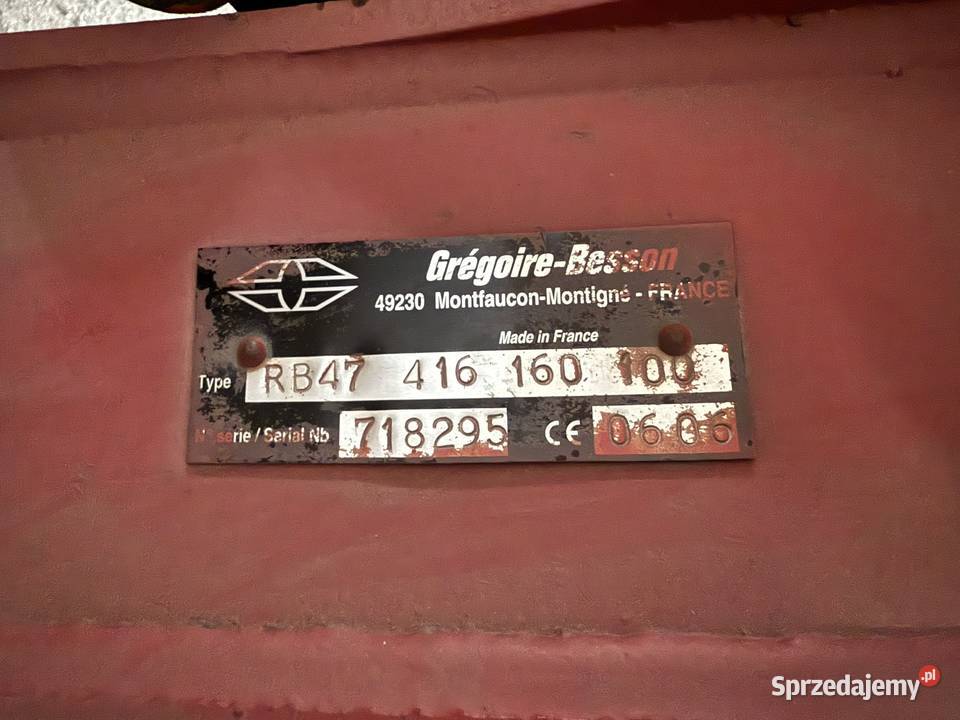 Grégoire-Besson
49230 Montfaucon-Montigné - FRANCE
Made in France
Type RB47 416 160 100
N° serie / Serial Nb 718295 CE 0606
Sprzedajemy.pl